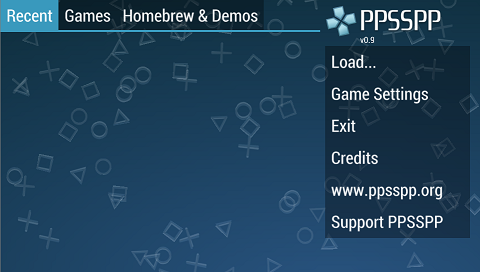 Recent Games Homebrew & Demos
PPSSPP
v0.9
Load...
Game Settings
Exit
Credits
www.ppsspp.org
Support PPSSPP